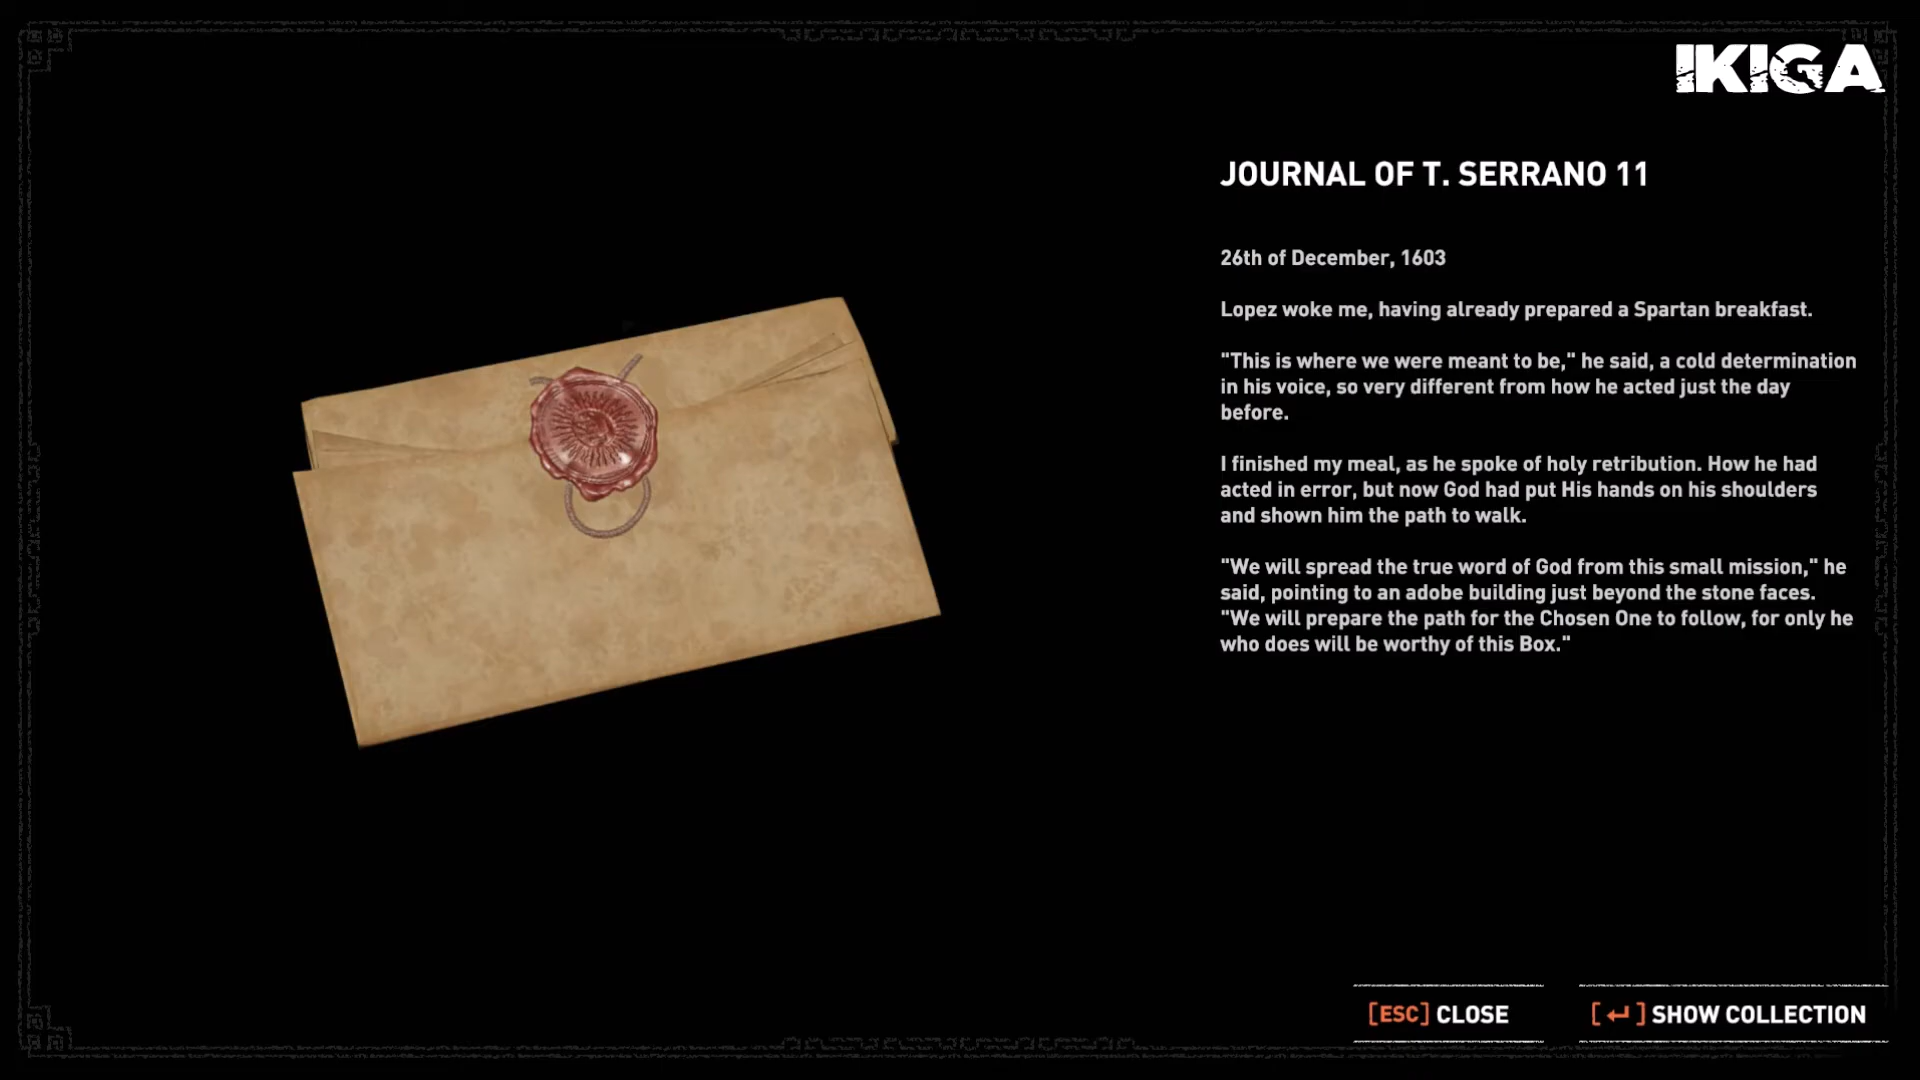 IKIGA
JOURNAL OF T. SERRANO 11
26th of December, 1603
Lopez woke me, having already prepared a Spartan breakfast.
"This is where we were meant to be," he said, a cold determination
in his voice, so very different from how he acted just the day
before.
I finished my meal, as he spoke of holy retribution. How he had
acted in error, but now God had put His hands on his shoulders
and shown him the path to walk.
"We will spread the true word of God from this small mission," he
said, pointing to an adobe building just beyond the stone faces.
"We will prepare the path for the Chosen One to follow, for only he
who does will be worthy of this Box."
[ESC] CLOSE
[↵] SHOW COLLECTION